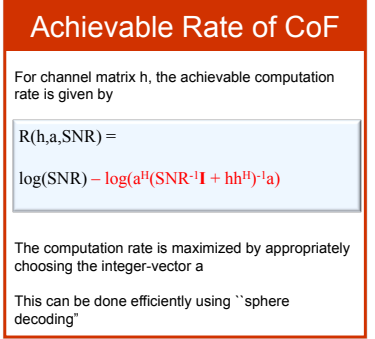 Achievable Rate of CoF
For channel matrix h, the achievable computation
rate is given by
R(h,a,SNR) =
log(SNR) – log(aᴴ(SNR⁻¹I + hhᴴ)⁻¹a)
The computation rate is maximized by appropriately
choosing the integer-vector a
This can be done efficiently using ``sphere
decoding”